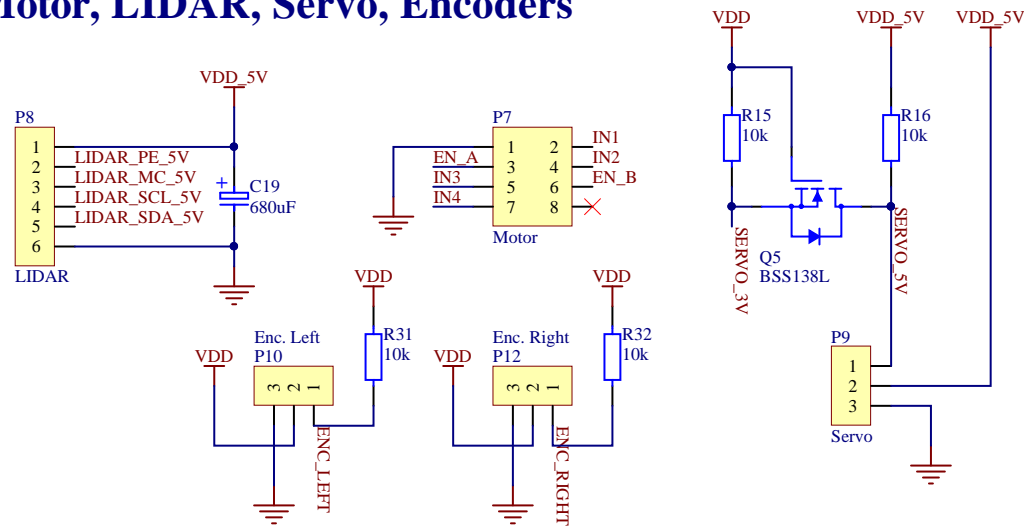 Motor, LIDAR, Servo, Encoders
VDD
VDD_5V
VDD_5V
VDD_5V
P8
1
2
3
4
5
6
LIDAR_PE_5V
LIDAR_MC_5V
LIDAR_SCL_5V
LIDAR_SDA_5V
LIDAR
+
C19
680uF
P7
1 2
3 4
5 6
7 8
EN_A
IN3
IN4
IN1
IN2
EN_B
Motor
R15
10k
R16
10k
SERVO_3V
Q5
BSS138L
SERVO_5V
VDD
R31
10k
Enc. Left
P10
VDD
3 2 1
ENC_LEFT
VDD
R32
10k
Enc. Right
P12
VDD
3 2 1
ENC_RIGHT
P9
1
2
3
Servo